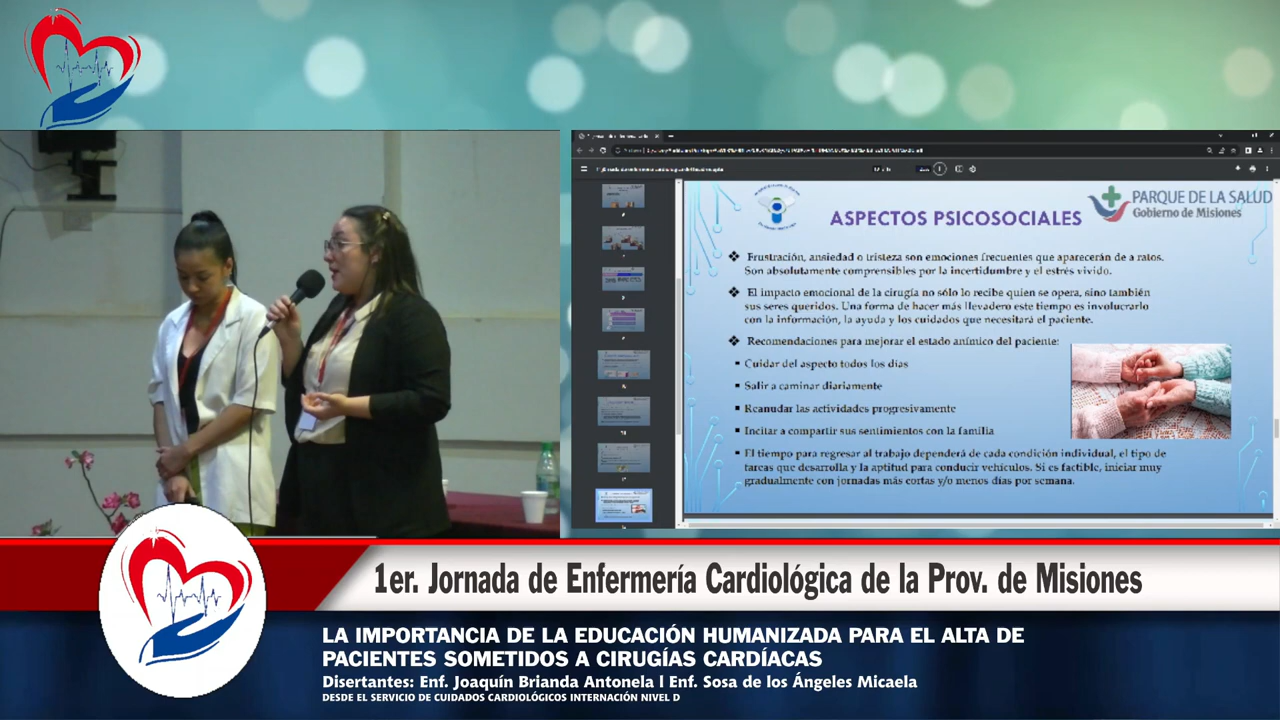 PARQUE DE LA SALUD
Gobierno de Misiones
ASPECTOS PSICOSOCIALES
❖ Frustración, ansiedad o tristeza son emociones frecuentes que aparecerán de a ratos.
Son absolutamente comprensibles por la incertidumbre y el estrés vivido.
❖ El impacto emocional de la cirugía no sólo lo recibe quien se opera, sino también
sus seres queridos. Una forma de hacer más llevadero este tiempo es involucrarlo
con la información, la ayuda y los cuidados que necesitará el paciente.
❖ Recomendaciones para mejorar el estado anímico del paciente:
▪ Cuidar del aspecto todos los días
▪ Salir a caminar diariamente
▪ Reanudar las actividades progresivamente
▪ Incitar a compartir sus sentimientos con la familia
▪ El tiempo para regresar al trabajo dependerá de cada condición individual, el tipo de
tareas que desarrolla y la aptitud para conducir vehículos. Si es factible, iniciar muy
gradualmente con jornadas más cortas y/o menos días por semana.
1er. Jornada de Enfermería Cardiológica de la Prov. de Misiones
LA IMPORTANCIA DE LA EDUCACIÓN HUMANIZADA PARA EL ALTA DE
PACIENTES SOMETIDOS A CIRUGÍAS CARDÍACAS
Disertantes: Enf. Joaquín Brianda Antonela l Enf. Sosa de los Ángeles Micaela
DESDE EL SERVICIO DE CUIDADOS CARDIOLÓGICOS INTERNACIÓN NIVEL D